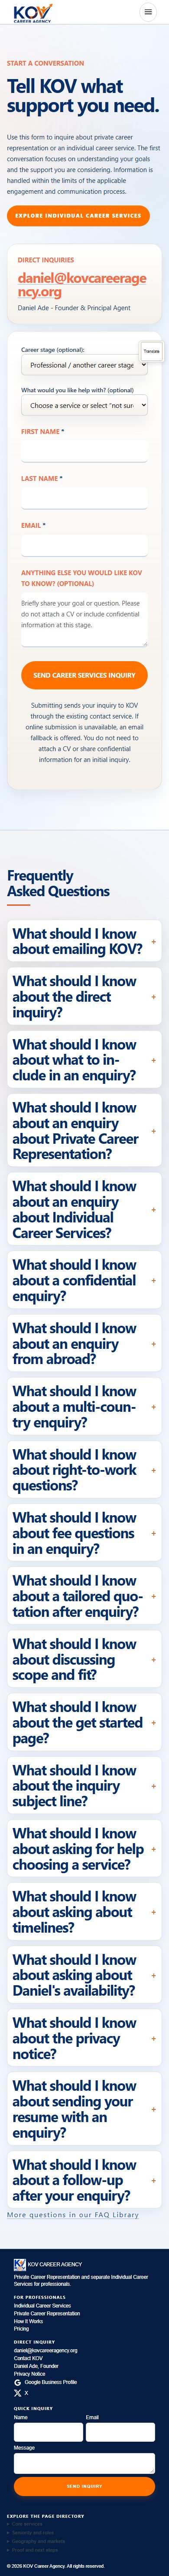 KOV
CAREER AGENCY
START A CONVERSATION
Tell KOV what
support you need.
Use this form to inquire about private career
representation or an individual career service. The first
conversation focuses on understanding your goals
and the support you are considering. Information is
handled within the limits of the applicable
engagement and communication process.
EXPLORE INDIVIDUAL CAREER SERVICES
DIRECT INQUIRIES
daniel@kovcareerage
ncy.org
Daniel Ade - Founder & Principal Agent
Translate
Career stage (optional):
Professional / another career stage
What would you like help with? (optional)
Choose a service or select "not sure
FIRST NAME *
LAST NAME *
EMAIL *
ANYTHING ELSE YOU WOULD LIKE KOV
TO KNOW? (OPTIONAL)
Briefly share your goal or question. Please
do not attach a CV or include confidential
information at this stage.
SEND CAREER SERVICES INQUIRY
Submitting sends your inquiry to KOV
through the existing contact service. If
online submission is unavailable, an email
fallback is offered. You do not need to
attach a CV or share confidential
information for an initial inquiry.
Frequently
Asked Questions
What should I know
about emailing KOV? +
What should I know
about the direct
inquiry? +
What should I know
about what to in-
clude in an enquiry? +
What should I know
about an enquiry
about Private Career
Representation? +
What should I know
about an enquiry
about Individual
Career Services? +
What should I know
about a confidential
enquiry? +
What should I know
about an enquiry
from abroad? +
What should I know
about a multi-coun-
try enquiry? +
What should I know
about right-to-work
questions? +
What should I know
about fee questions
in an enquiry? +
What should I know
about a tailored quo-
tation after enquiry? +
What should I know
about discussing
scope and fit? +
What should I know
about the get started
page? +
What should I know
about the inquiry
subject line? +
What should I know
about asking for help
choosing a service? +
What should I know
about asking about
timelines? +
What should I know
about asking about
Daniel's availability? +
What should I know
about the privacy
notice? +
What should I know
about sending your
resume with an
enquiry? +
What should I know
about a follow-up
after your enquiry? +
More questions in our FAQ Library
KOV CAREER AGENCY
Private Career Representation and separate Individual Career
Services for professionals.
FOR PROFESSIONALS
Individual Career Services
Private Career Representation
How It Works
Pricing
DIRECT INQUIRY
daniel@kovcareeragency.org
Contact KOV
Daniel Ade, Founder
Privacy Notice
Google Business Profile
X
QUICK INQUIRY
Name Email
Message
SEND INQUIRY
EXPLORE THE PAGE DIRECTORY
Core services
Geography and markets
Proof and next steps
© 2026 KOV Career Agency. All rights reserved.